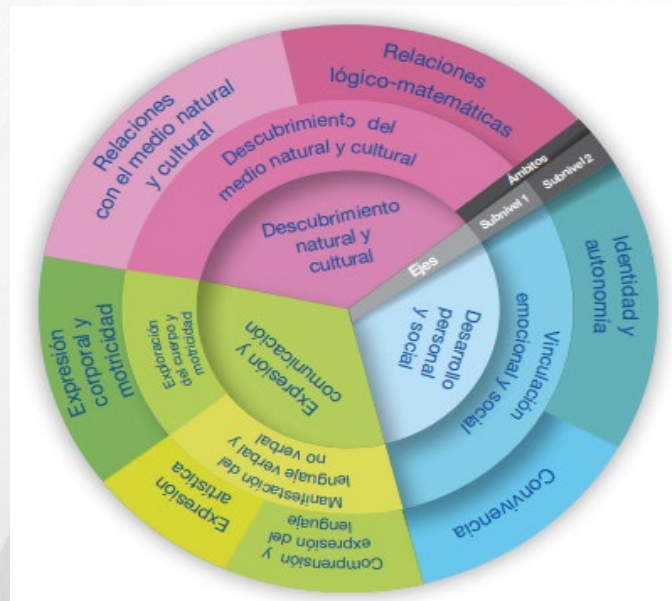 Relaciones
lógico-matemáticas
Relaciones
con el medio natural
y cultural
Descubrimiento del
medio natural y cultural
Descubrimiento
natural y
cultural
Ámbitos
Subnivel 1
Subnivel 2
Ejes
Identidad y
autonomía
Vinculación
emocional y social
Desarrollo
personal
y social
Convivencia
Expresión y
comunicación
Exploración
del cuerpo y
motricidad
Expresión
corporal y
motricidad
Manifestación del
lenguaje verbal y
no verbal
Expresión
artística
Comprensión y
expresión del
lenguaje